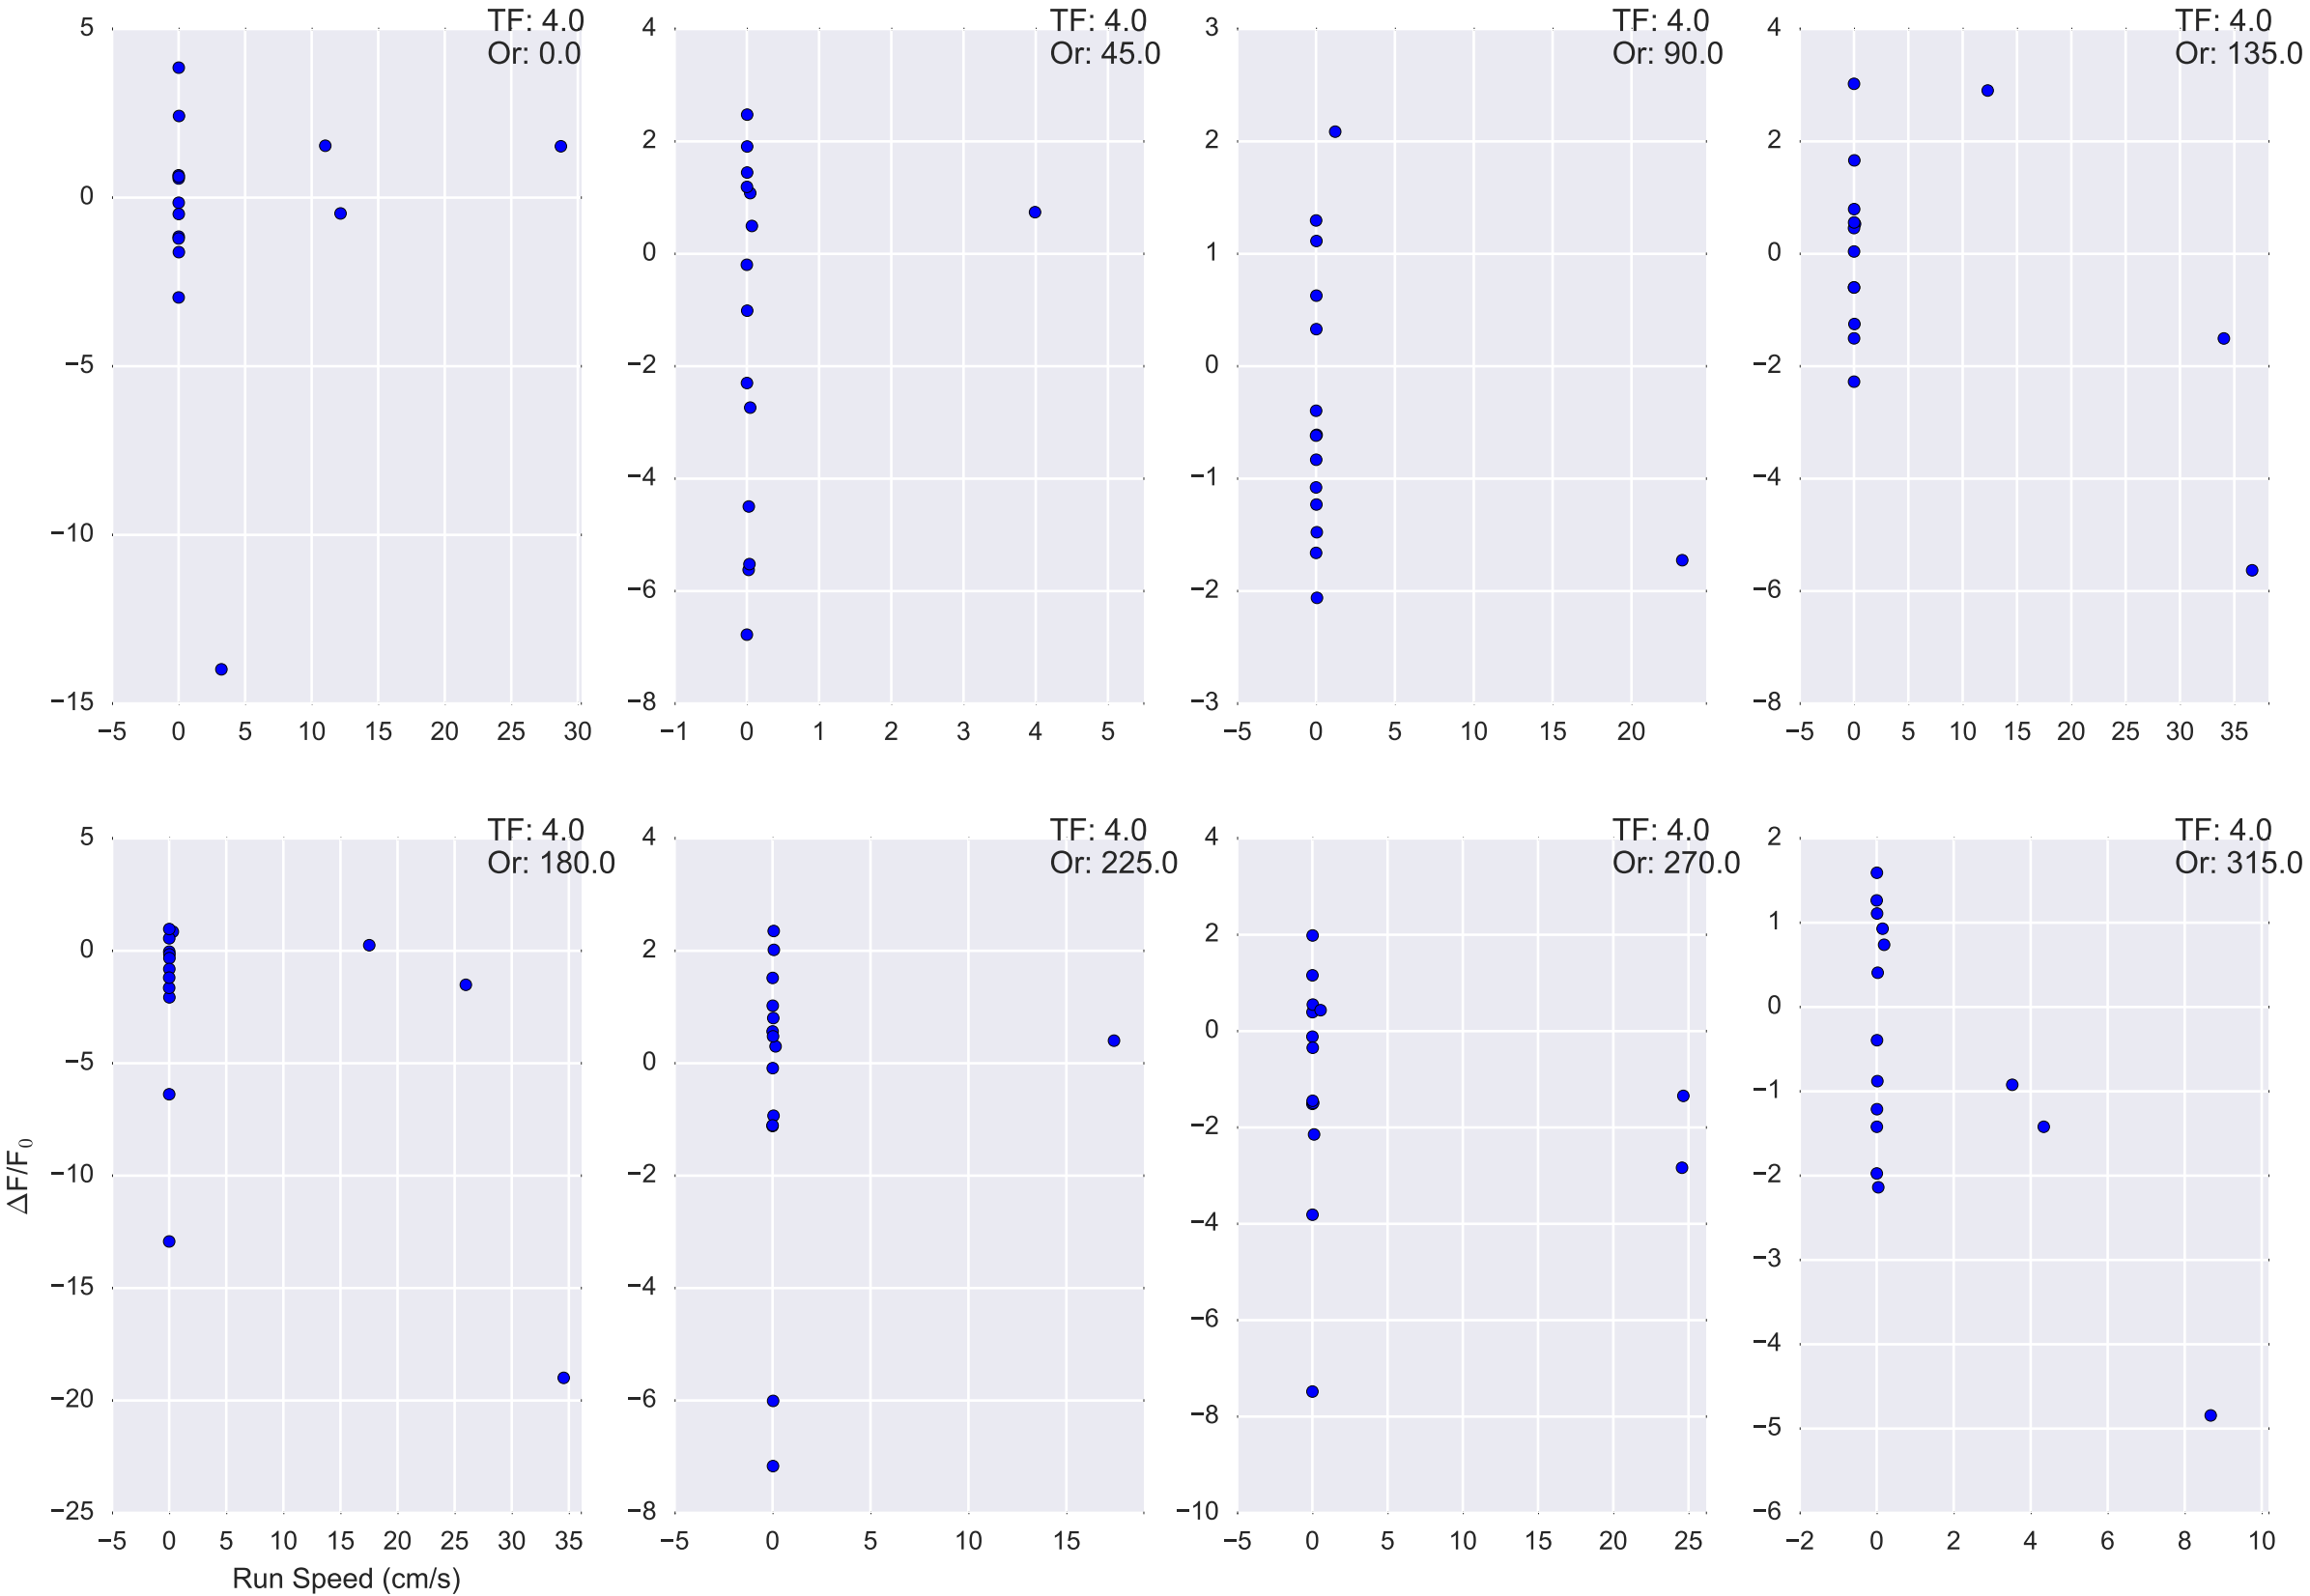 TF: 4.0
Or: 0.0
5
0
−5
−10
−15
−5 0 5 10 15 20 25 30
TF: 4.0
Or: 45.0
4
2
0
−2
−4
−6
−8
−1 0 1 2 3 4 5
TF: 4.0
Or: 90.0
3
2
1
0
−1
−2
−3
−5 0 5 10 15 20
TF: 4.0
Or: 135.0
4
2
0
−2
−4
−6
−8
−5 0 5 10 15 20 25 30 35
TF: 4.0
Or: 180.0
5
0
−5
−10
−15
−20
−25
ΔF/F₀
−5 0 5 10 15 20 25 30 35
Run Speed (cm/s)
TF: 4.0
Or: 225.0
4
2
0
−2
−4
−6
−8
−5 0 5 10 15
TF: 4.0
Or: 270.0
4
2
0
−2
−4
−6
−8
−10
−5 0 5 10 15 20 25
TF: 4.0
Or: 315.0
2
1
0
−1
−2
−3
−4
−5
−6
−2 0 2 4 6 8 10